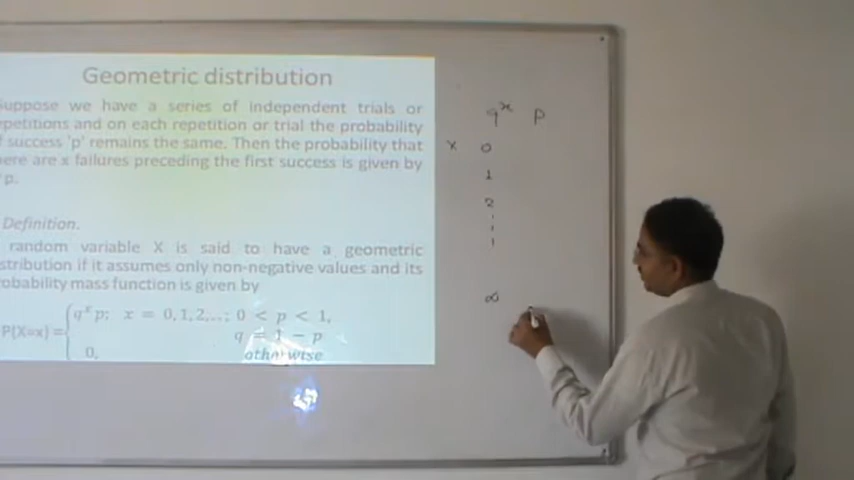 Geometric distribution
suppose we have a series of independent trials or
epetitions and on each repetition or trial the probability
f success 'p' remains the same. Then the probability that
ere are x failures preceding the first success is given by
p.
Definition.
random variable X is said to have a geometric
stribution if it assumes only non-negative values and its
obability mass function is given by
q^x p; x = 0,1,2,..; 0 < p < 1,
P(X=x) = q = 1 − p
0, otherwise
q^x p
x 0
1
2
∞